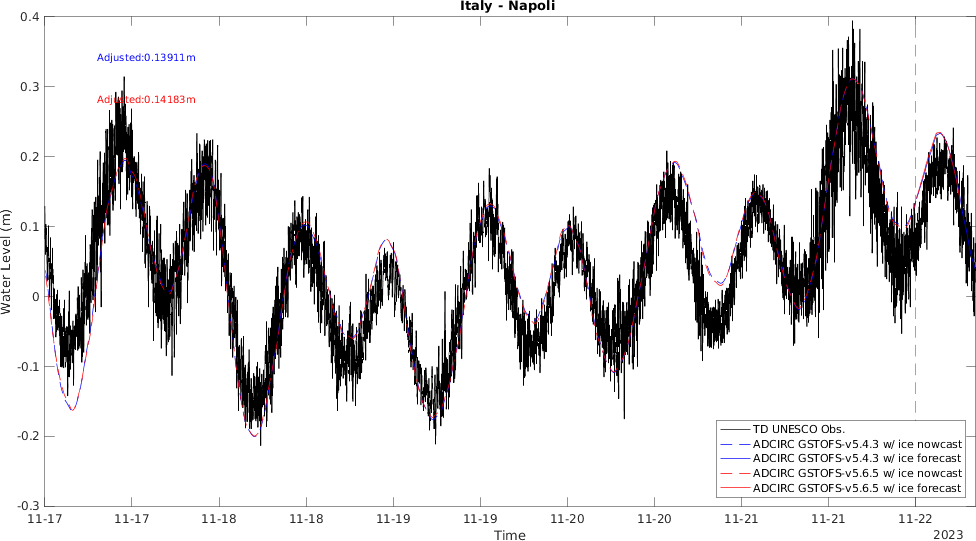 Italy - Napoli
Adjusted:0.13911m
Adjusted:0.14183m
Water Level (m)
0.4
0.3
0.2
0.1
0
-0.1
-0.2
-0.3
TD UNESCO Obs.
ADCIRC GSTOFS-v5.4.3 w/ ice nowcast
ADCIRC GSTOFS-v5.4.3 w/ ice forecast
ADCIRC GSTOFS-v5.6.5 w/ ice nowcast
ADCIRC GSTOFS-v5.6.5 w/ ice forecast
11-17 11-17 11-18 11-18 11-19 11-19 11-20 11-20 11-21 11-21 11-22
Time
2023